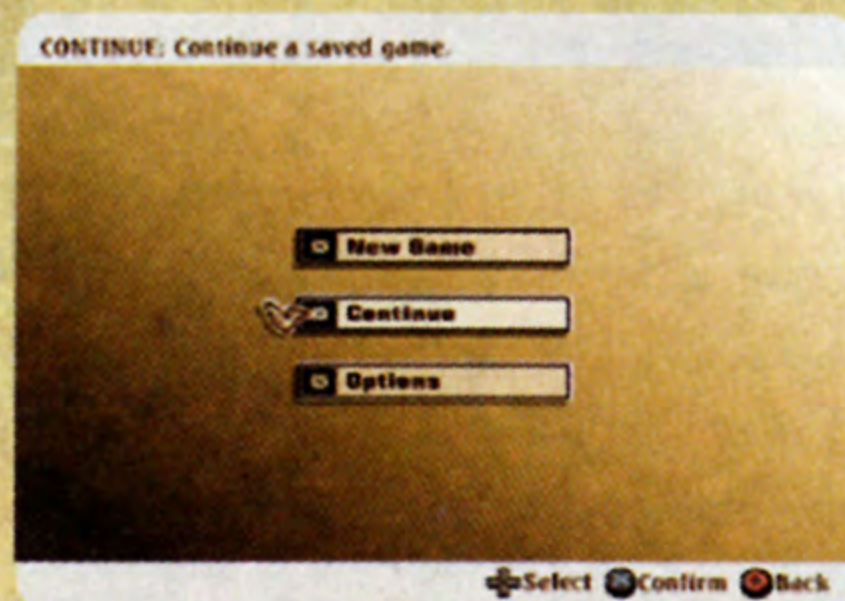 CONTINUE: Continue a saved game.
New Game
Continue
Options
Select Confirm Back